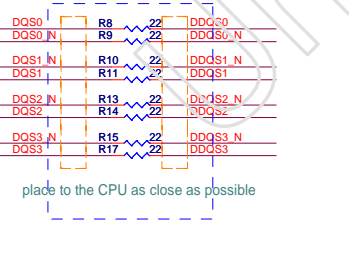 DQS0 R8 22 DDQS0
DQS0_N R9 22 DDQS0_N
DQS1_N R10 22 DDQS1_N
DQS1 R11 22 DDQS1
DQS2_N R13 22 DDQS2_N
DQS2 R14 22 DDQS2
DQS3_N R15 22 DDQS3_N
DQS3 R17 22 DDQS3
place to the CPU as close as possible